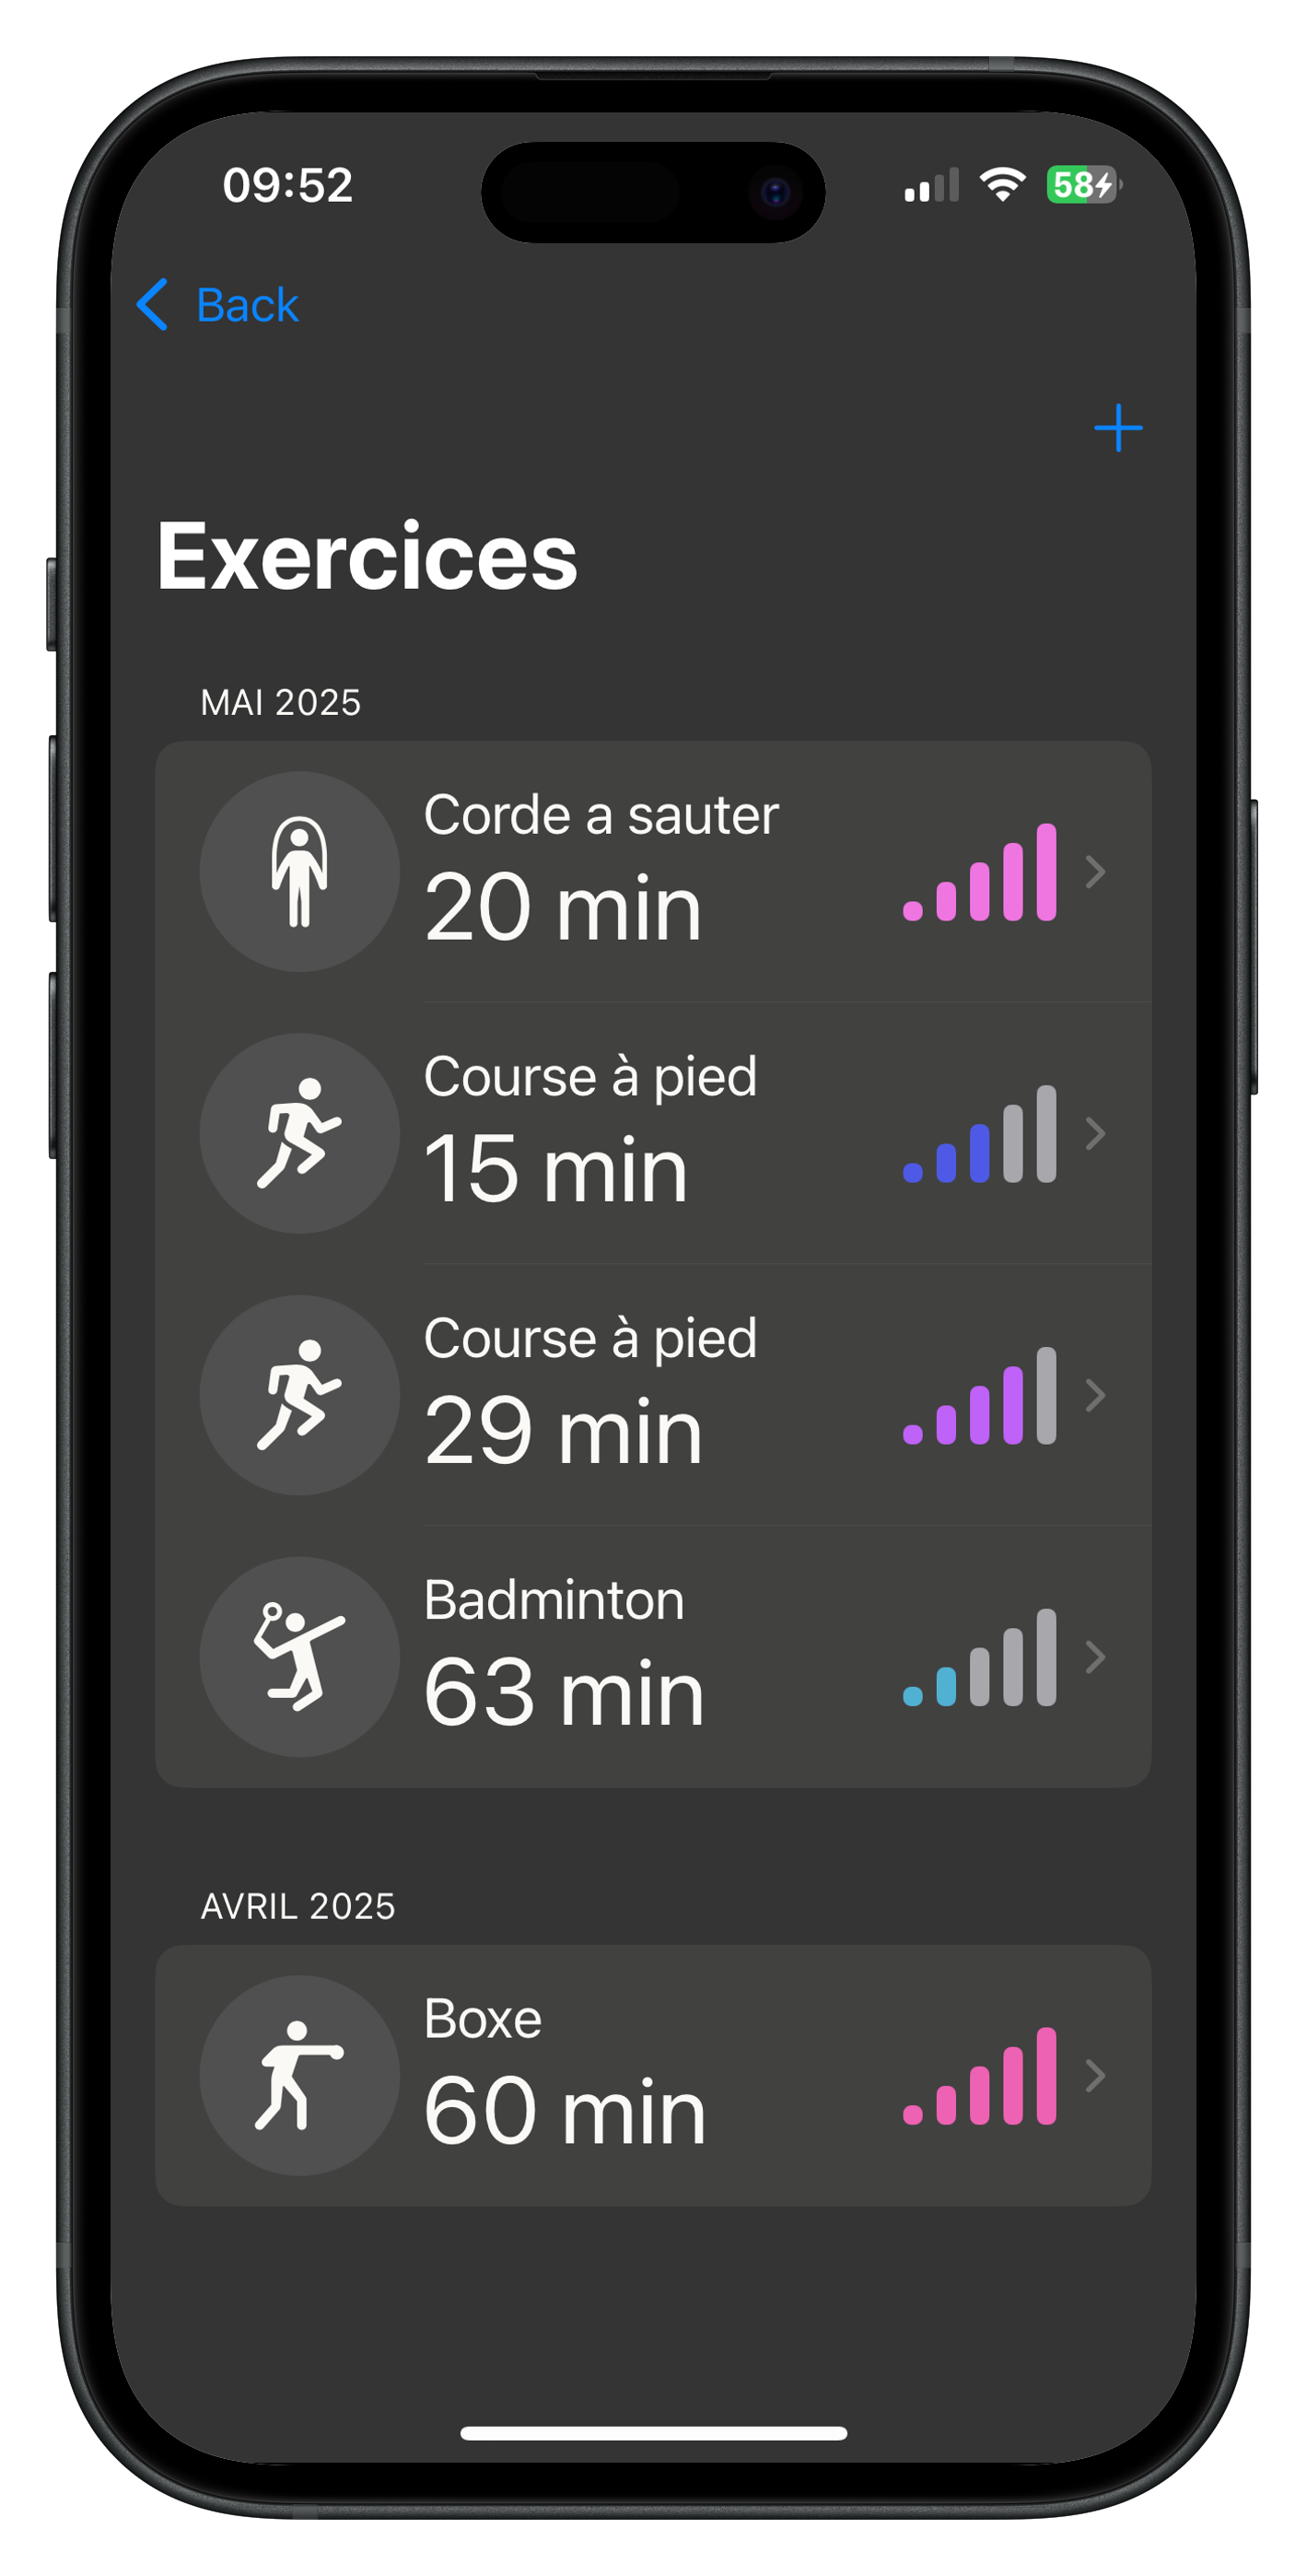 09:52
58
Back
Exercices
MAI 2025
Corde a sauter
20 min
Course à pied
15 min
Course à pied
29 min
Badminton
63 min
AVRIL 2025
Boxe
60 min